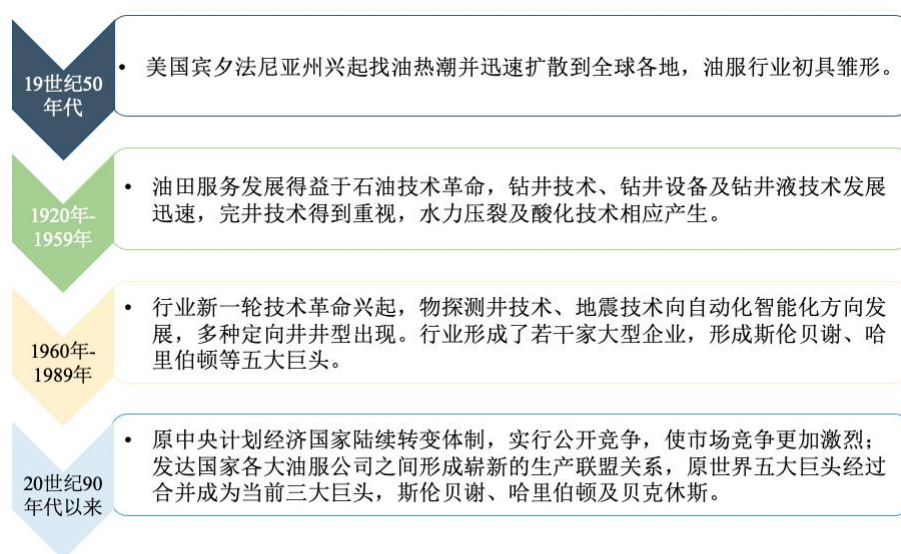 19世纪50
年代
• 美国宾夕法尼亚州兴起找油热潮并迅速扩散到全球各地，油服行业初具雏形。
1920年-
1959年
• 油田服务发展得益于石油技术革命，钻井技术、钻井设备及钻井液技术发展
迅速，完井技术得到重视，水力压裂及酸化技术相应产生。
1960年-
1989年
• 行业新一轮技术革命兴起，物探测井技术、地震技术向自动化智能化方向发
展，多种定向井井型出现。行业形成了若干家大型企业，形成斯伦贝谢、哈
里伯顿等五大巨头。
20世纪90
年代以来
• 原中央计划经济国家陆续转变体制，实行公开竞争，使市场竞争更加激烈；
发达国家各大油服公司之间形成崭新的生产联盟关系，原世界五大巨头经过
合并成为当前三大巨头，斯伦贝谢、哈里伯顿及贝克休斯。